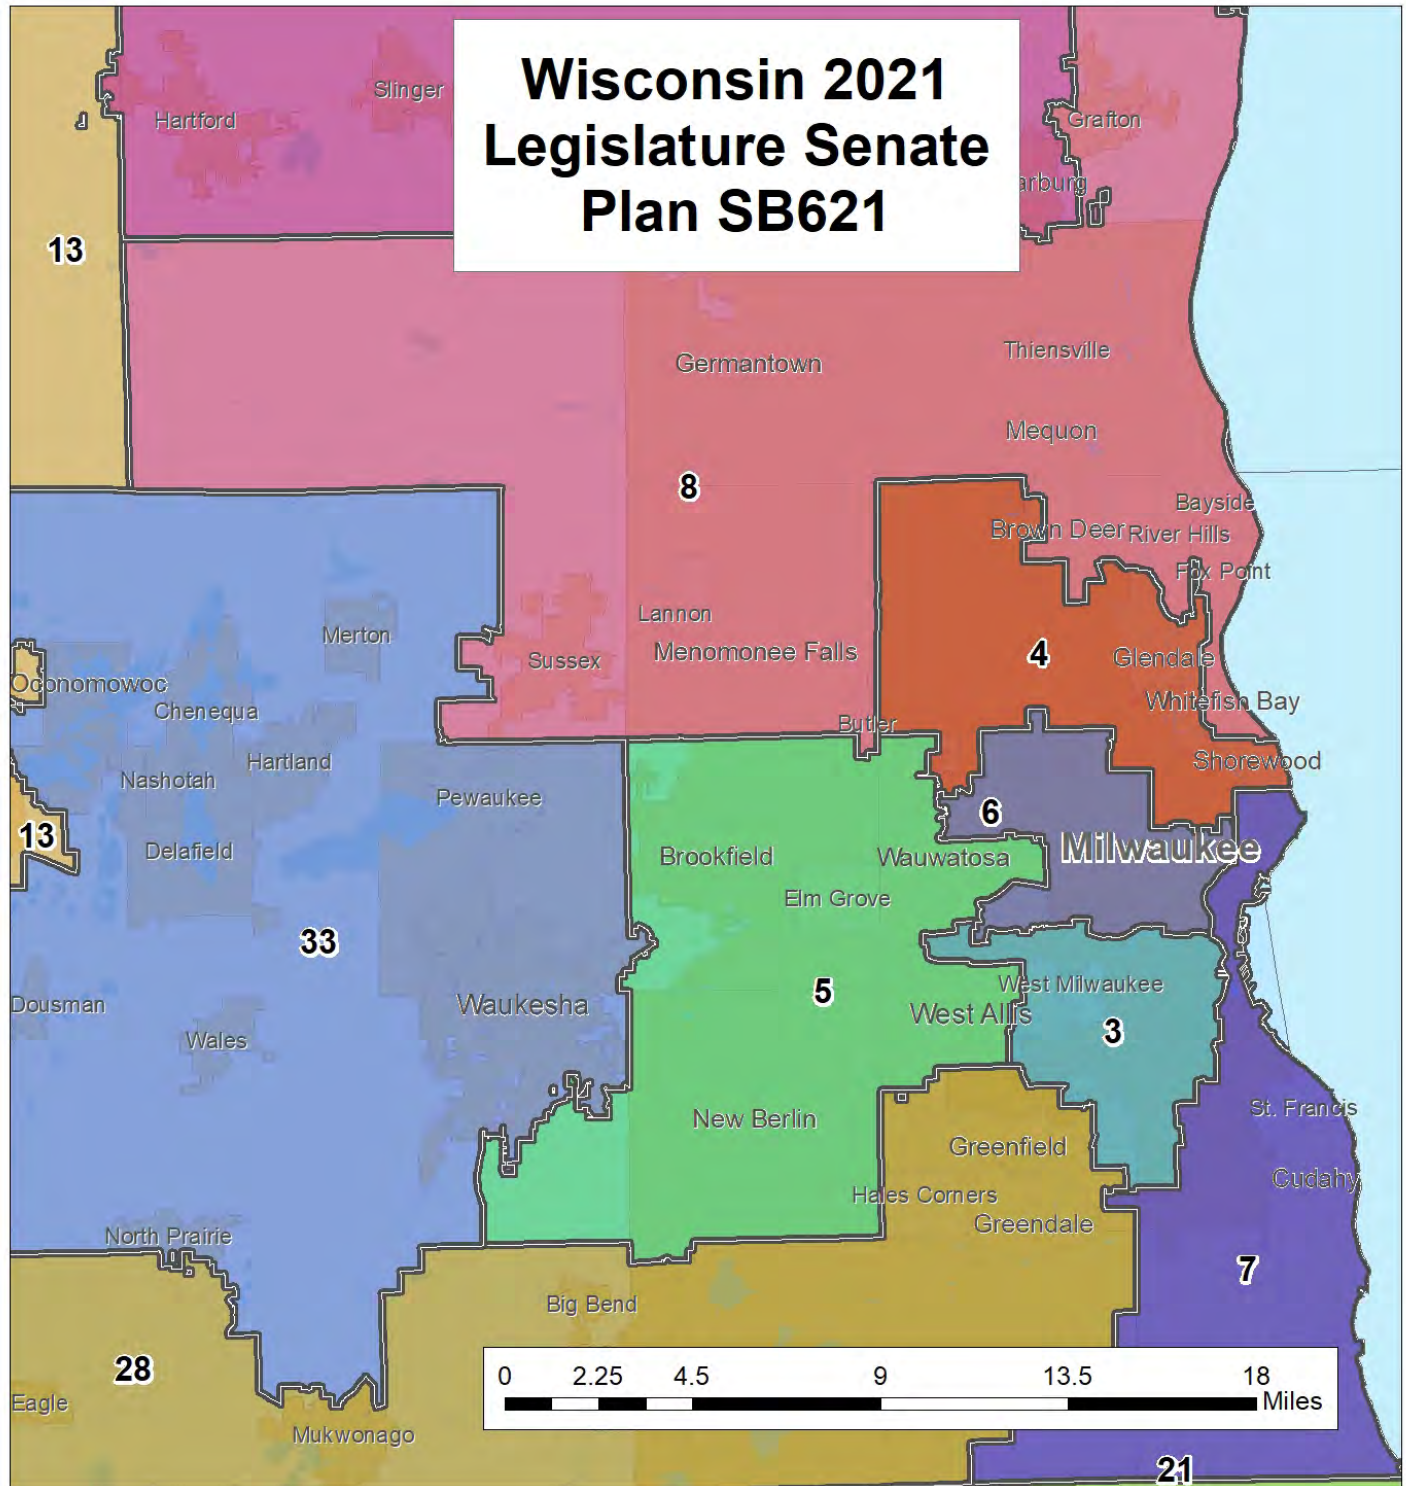 Wisconsin 2021
Legislature Senate
Plan SB621
Slinger
Hartford
Grafton
arburg
13
Germantown
Thiensville
Mequon
8
Bayside
Brown Deer
River Hills
Fox Point
Lannon
Merton
Menomonee Falls
4
Glendale
Sussex
Oconomowoc
Whitefish Bay
Chenequa
Butler
Hartland
Shorewood
Nashotah
Pewaukee
6
13
Milwaukee
Delafield
Brookfield
Wauwatosa
Elm Grove
33
West Milwaukee
5
Dousman
Waukesha
West Allis
3
Wales
St. Francis
New Berlin
Greenfield
Cudahy
Hales Corners
Greendale
North Prairie
7
Big Bend
28
0 2.25 4.5 9 13.5 18
Miles
Eagle
Mukwonago
21